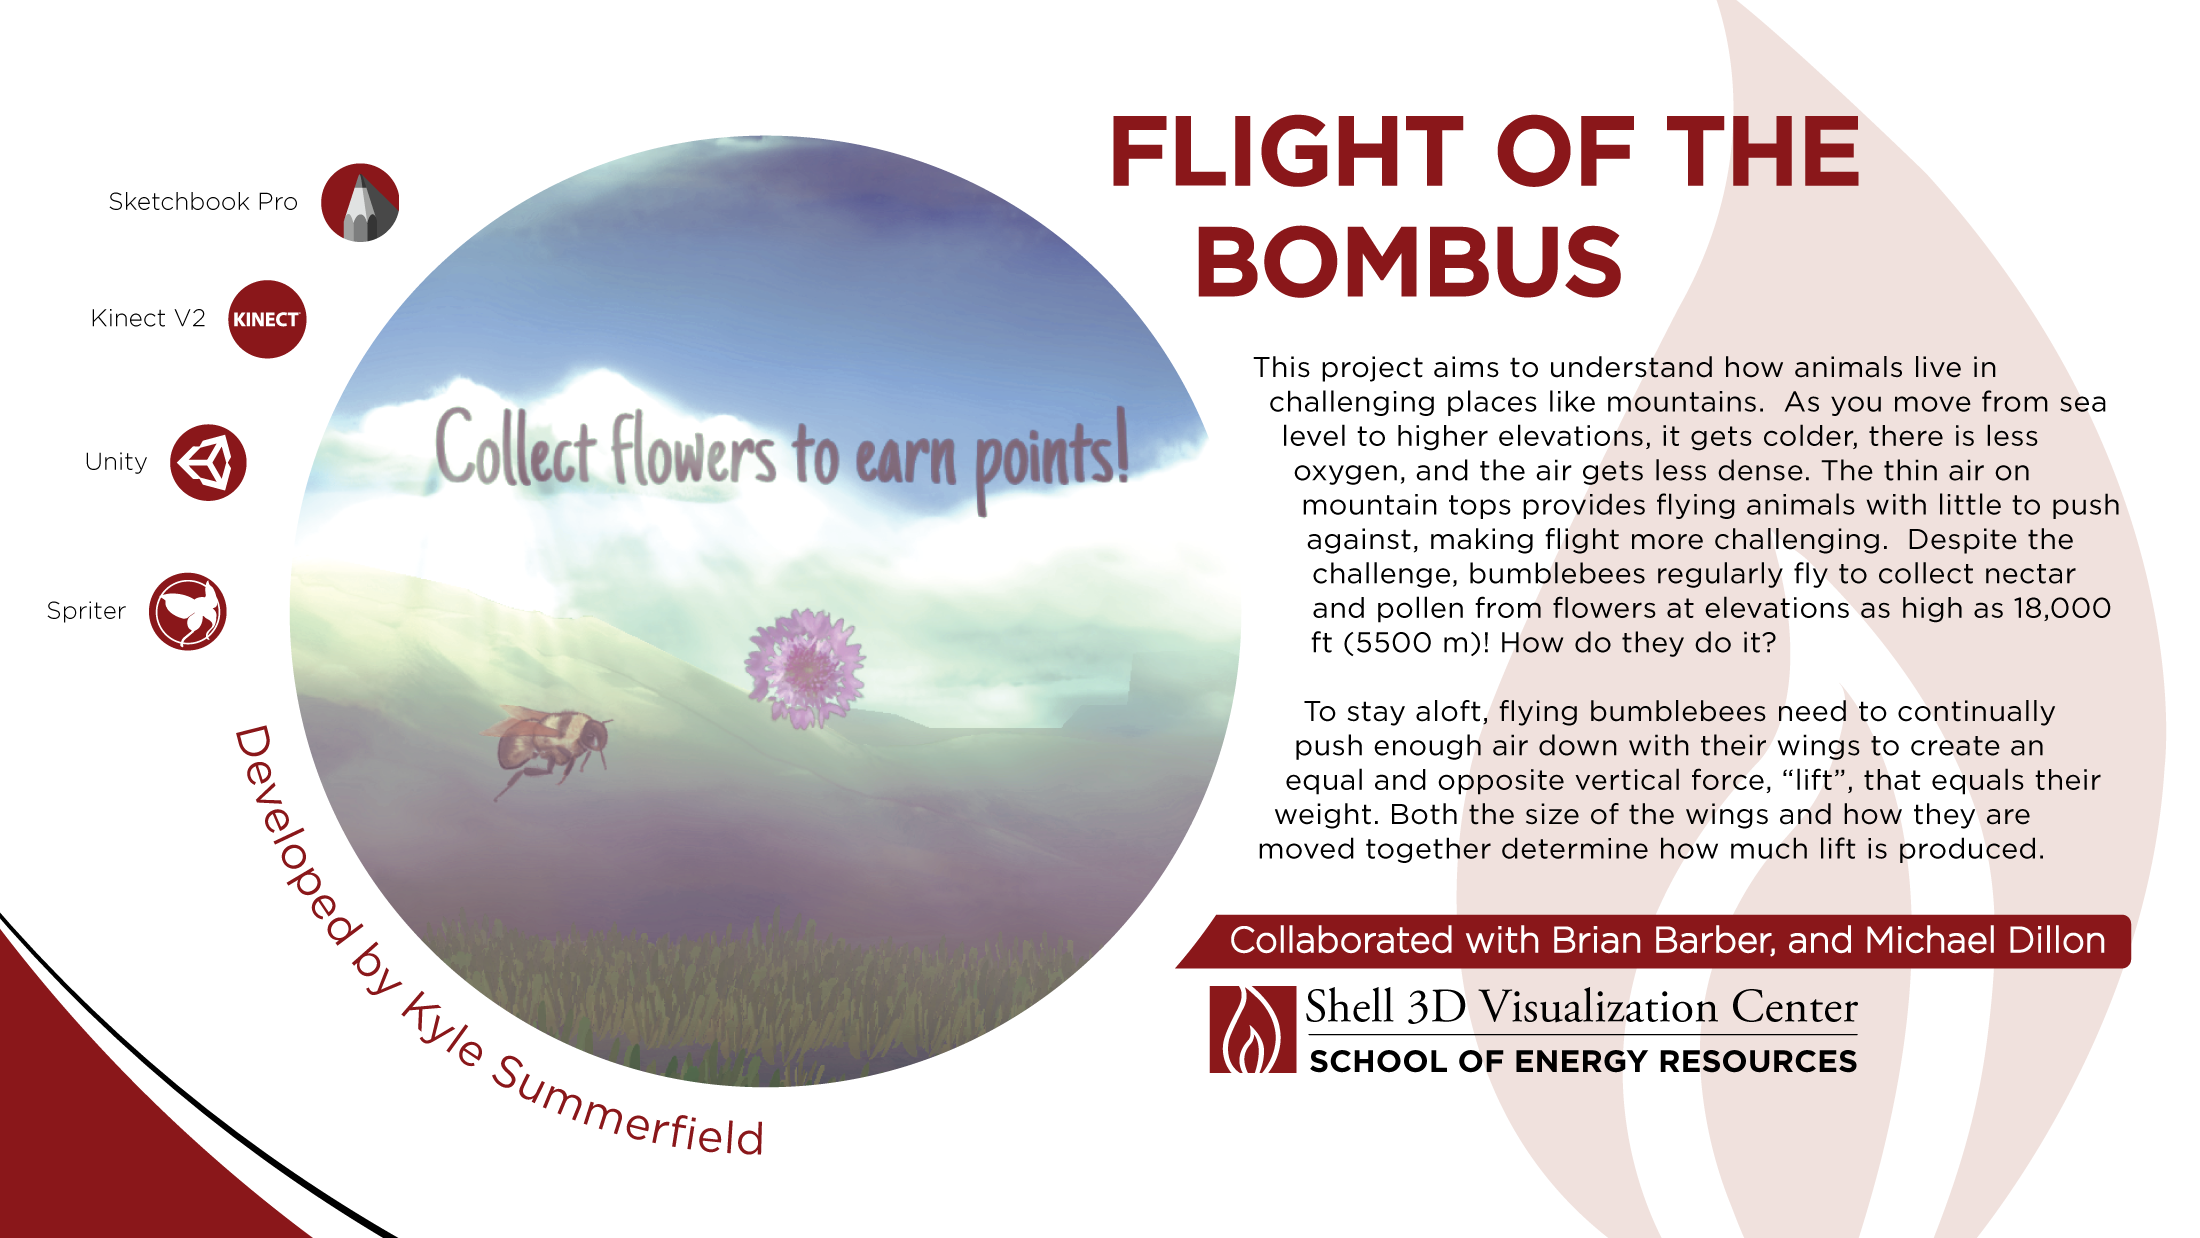 FLIGHT OF THE
BOMBUS
Sketchbook Pro
Kinect V2
KINECT
Unity
Spriter
Collect flowers to earn points!
Developed by Kyle Summerfield
This project aims to understand how animals live in
challenging places like mountains.  As you move from sea
level to higher elevations, it gets colder, there is less
oxygen, and the air gets less dense. The thin air on
mountain tops provides flying animals with little to push
against, making flight more challenging.  Despite the
challenge, bumblebees regularly fly to collect nectar
and pollen from flowers at elevations as high as 18,000
ft (5500 m)! How do they do it?
To stay aloft, flying bumblebees need to continually
push enough air down with their wings to create an
equal and opposite vertical force, “lift”, that equals their
weight. Both the size of the wings and how they are
moved together determine how much lift is produced.
Collaborated with Brian Barber, and Michael Dillon
Shell 3D Visualization Center
SCHOOL OF ENERGY RESOURCES